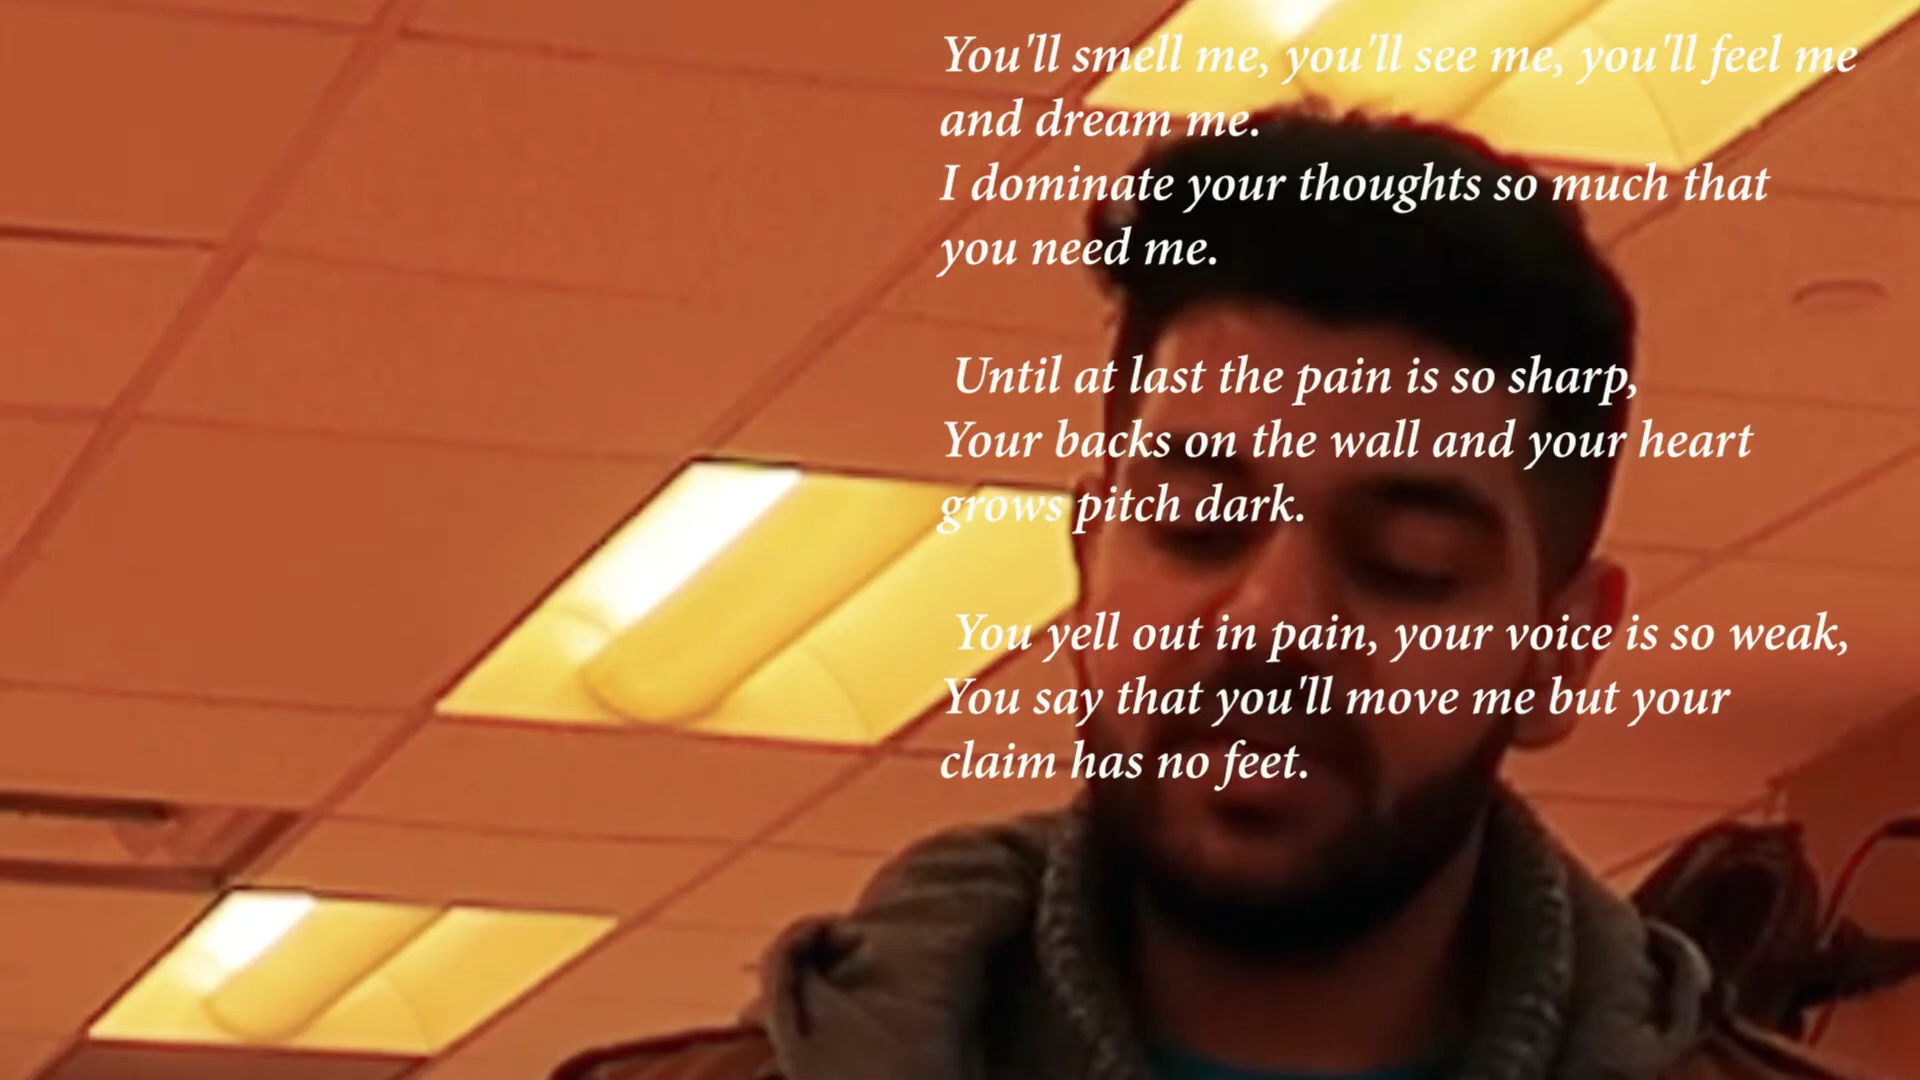 You'll smell me, you'll see me, you'll feel me
and dream me.
I dominate your thoughts so much that
you need me.
Until at last the pain is so sharp,
Your backs on the wall and your heart
grows pitch dark.
You yell out in pain, your voice is so weak,
You say that you'll move me but your
claim has no feet.